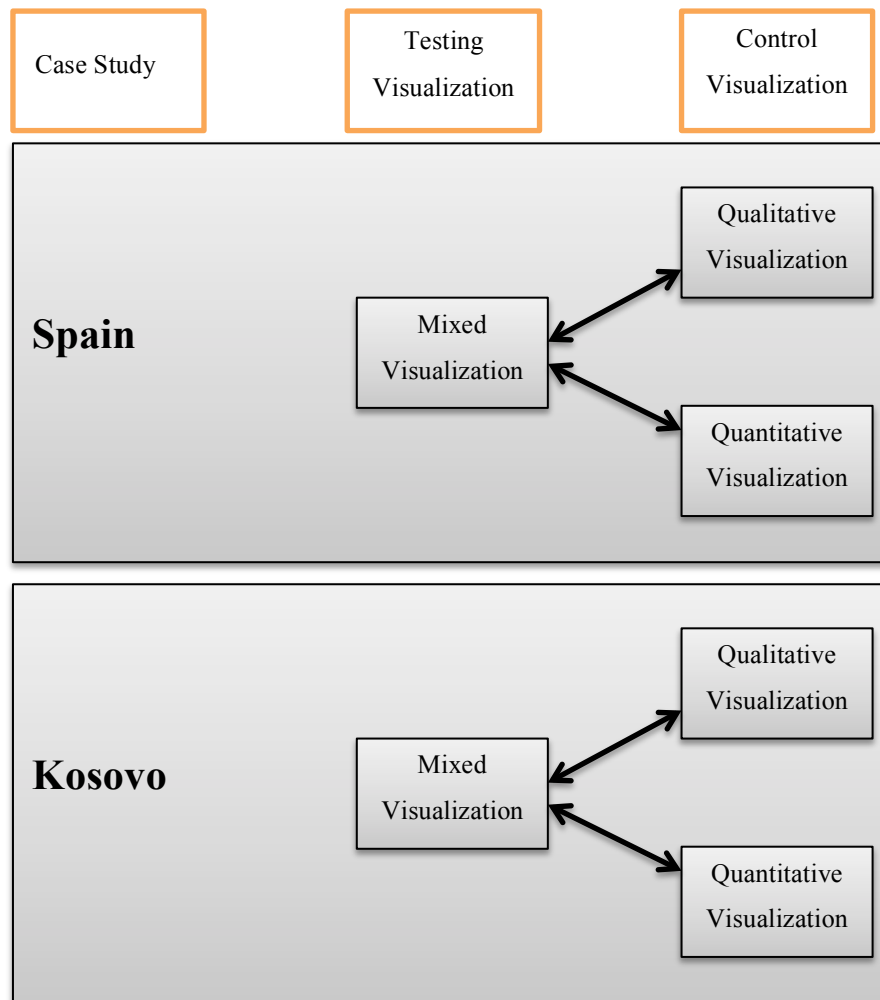 Case Study
Testing
Visualization
Control
Visualization
Spain
Mixed
Visualization
Qualitative
Visualization
Quantitative
Visualization
Kosovo
Mixed
Visualization
Qualitative
Visualization
Quantitative
Visualization